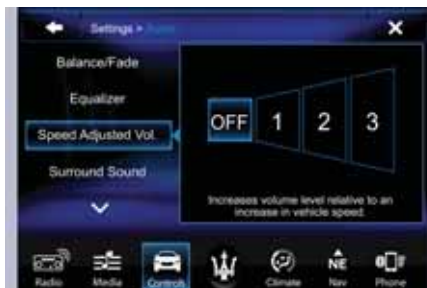 Settings > Audio
Balance/Fade
Equalizer
Speed Adjusted Vol.
Surround Sound
OFF 1 2 3
Increases volume level relative to an
increase in vehicle speed.
Radio Media Controls Climate NE Nav Phone